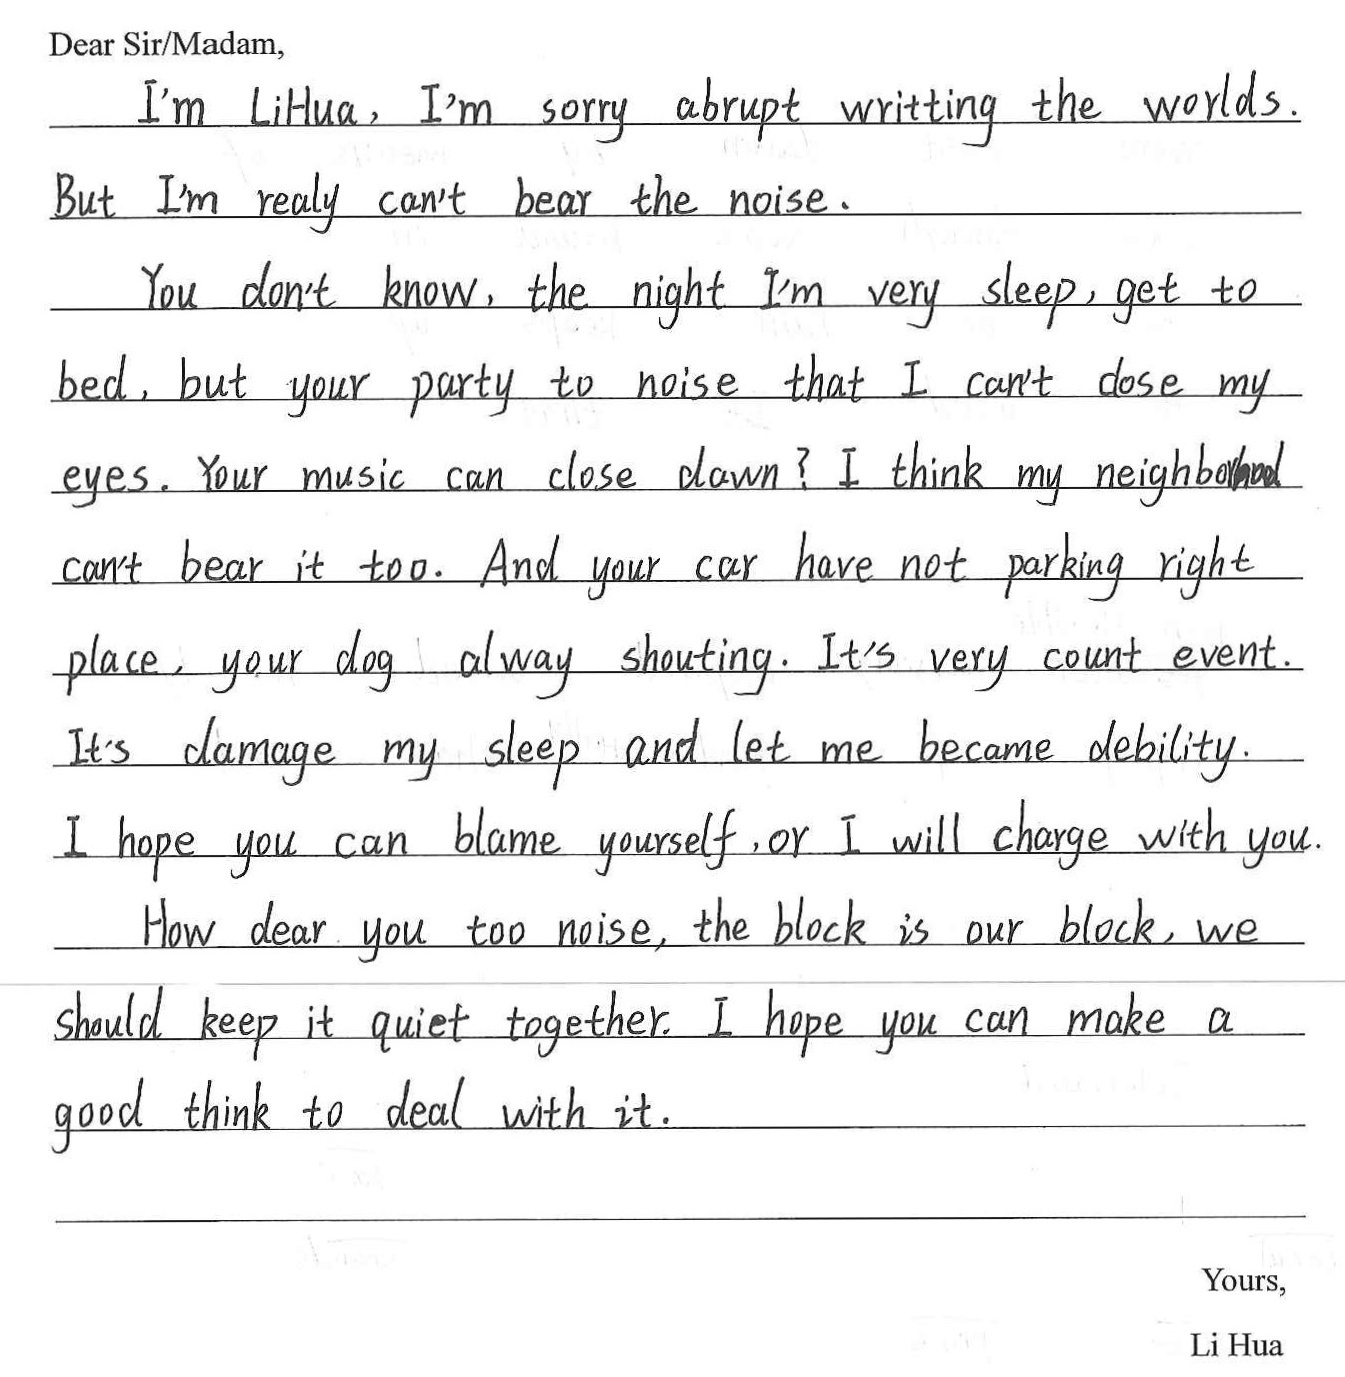 Dear Sir/Madam,
I'm LiHua, I'm sorry abrupt writting the worlds.
But I'm realy can't bear the noise.
You don't know, the night I'm very sleep, get to
bed, but your party to noise that I can't close my
eyes. Your music can close dawn? I think my neighborhood
can't bear it too. And your car have not parking right
place, your dog alway shouting. It's very count event.
It's damage my sleep and let me became debility.
I hope you can blame yourself, or I will charge with you.
How dear you too noise, the block is our block, we
should keep it quiet together. I hope you can make a
good think to deal with it.
Yours,
Li Hua